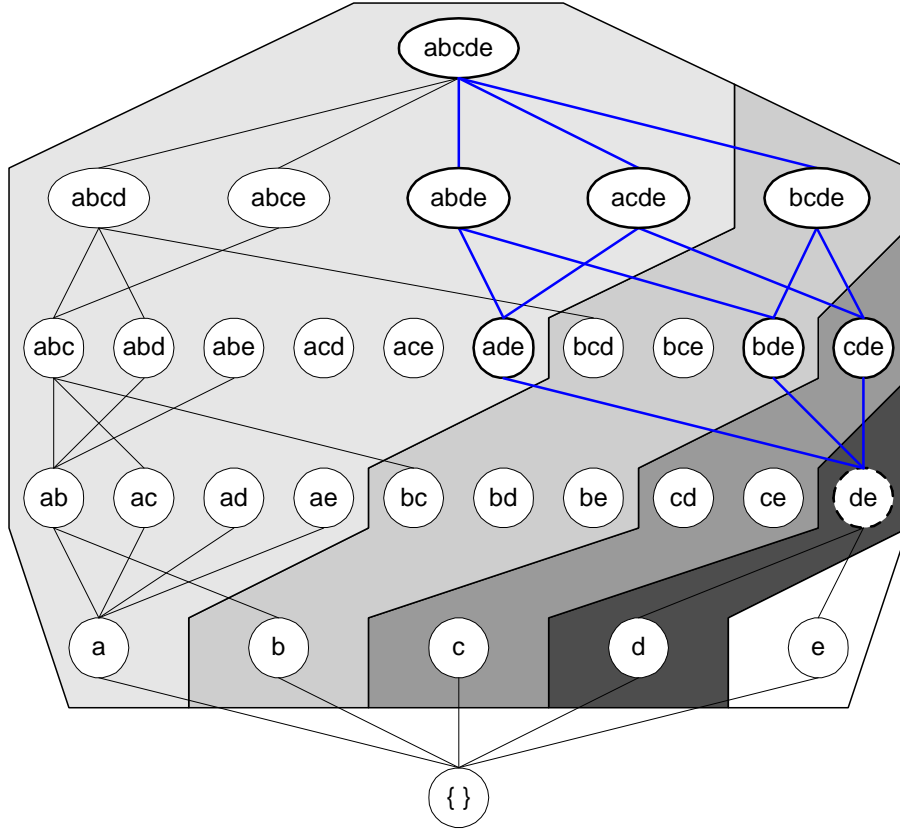 abcde
abcd abce abde acde bcde
abc abd abe acd ace ade bcd bce bde cde
ab ac ad ae bc bd be cd ce de
a b c d e
{ }